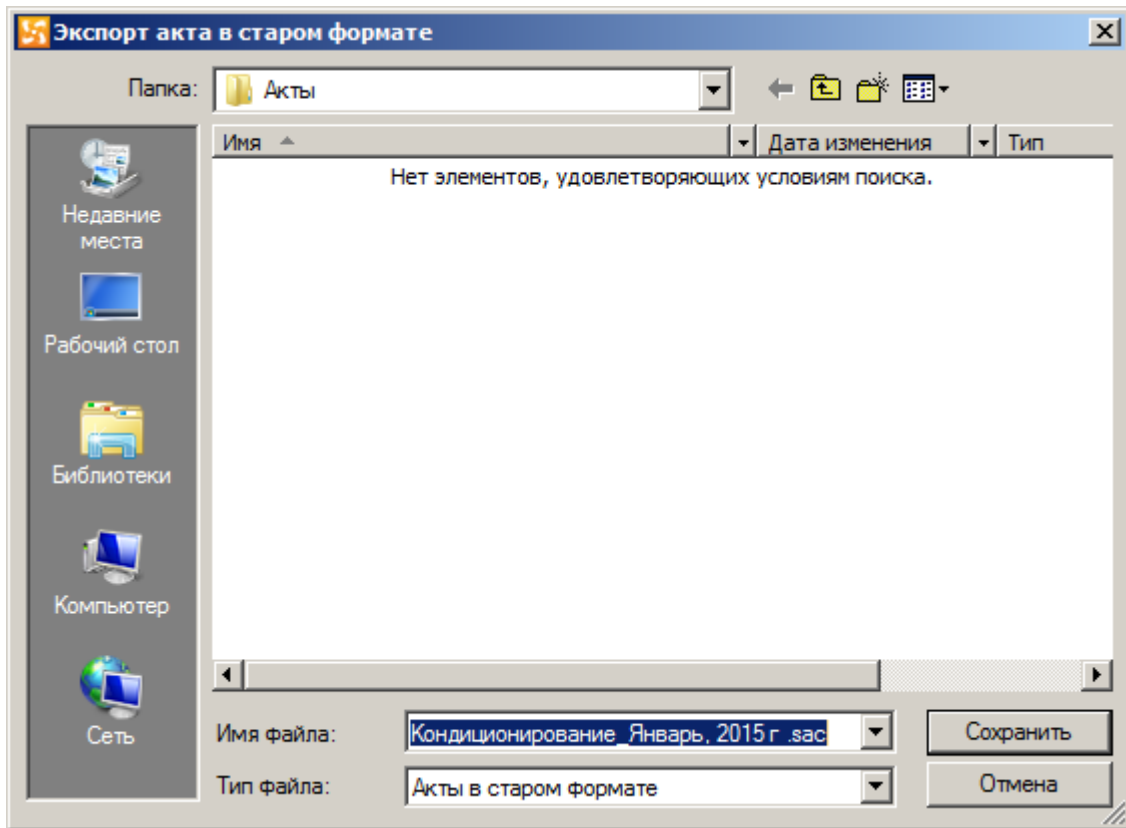 Экспорт акта в старом формате
Папка: Акты
Имя Дата изменения Тип
Нет элементов, удовлетворяющих условиям поиска.
Недавние
места
Рабочий стол
Библиотеки
Компьютер
Сеть
Имя файла: Кондиционирование_Январь, 2015 г .sac Сохранить
Тип файла: Акты в старом формате Отмена